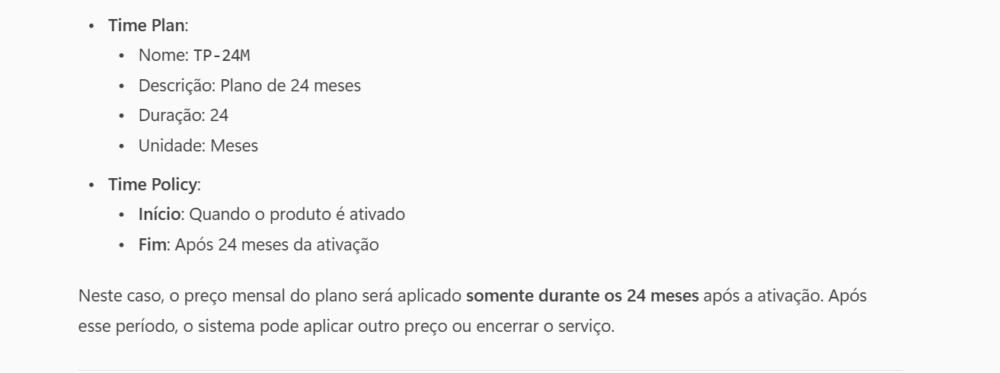 • Time Plan:
• Nome: TP-24M
• Descrição: Plano de 24 meses
• Duração: 24
• Unidade: Meses
• Time Policy:
• Início: Quando o produto é ativado
• Fim: Após 24 meses da ativação
Neste caso, o preço mensal do plano será aplicado somente durante os 24 meses após a ativação. Após
esse período, o sistema pode aplicar outro preço ou encerrar o serviço.